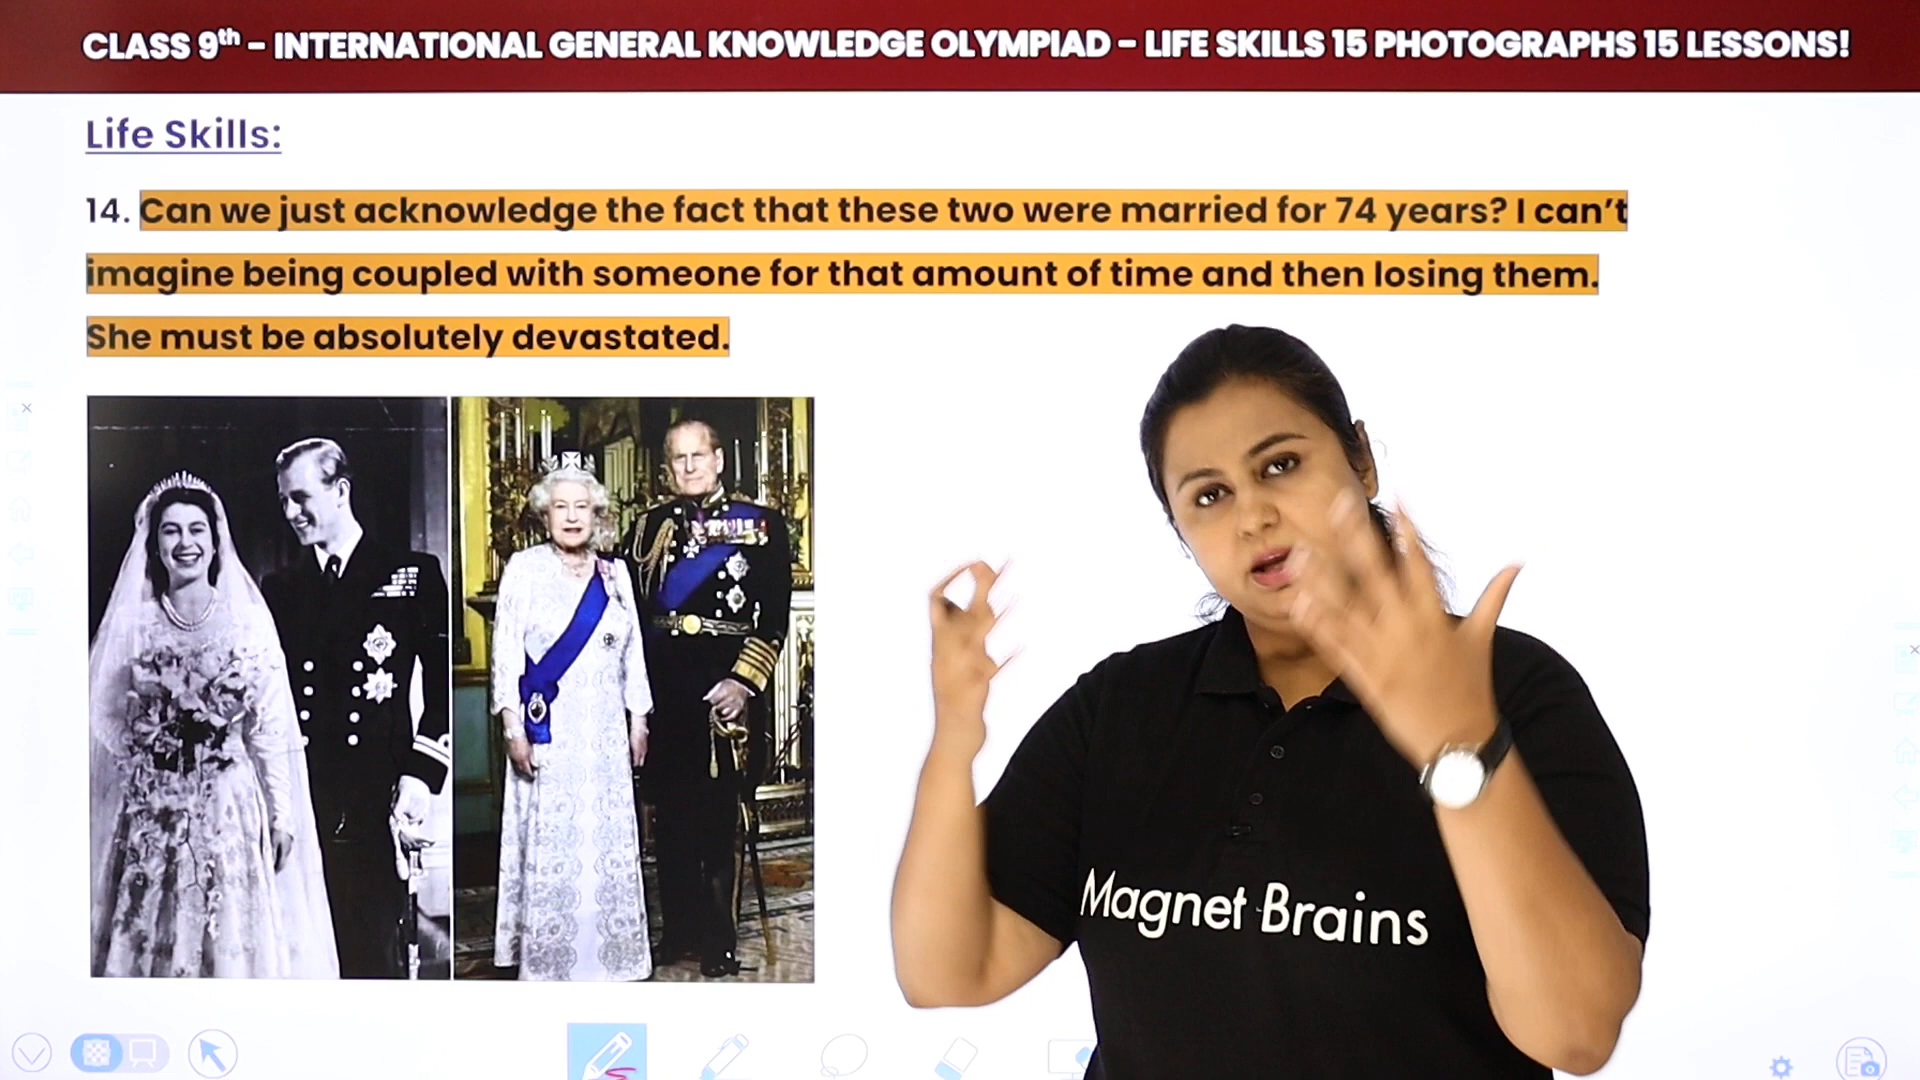 CLASS 9th - INTERNATIONAL GENERAL KNOWLEDGE OLYMPIAD - LIFE SKILLS 15 PHOTOGRAPHS 15 LESSONS!
Life Skills:
14. Can we just acknowledge the fact that these two were married for 74 years? I can't
imagine being coupled with someone for that amount of time and then losing them.
She must be absolutely devastated.
Magnet Brains